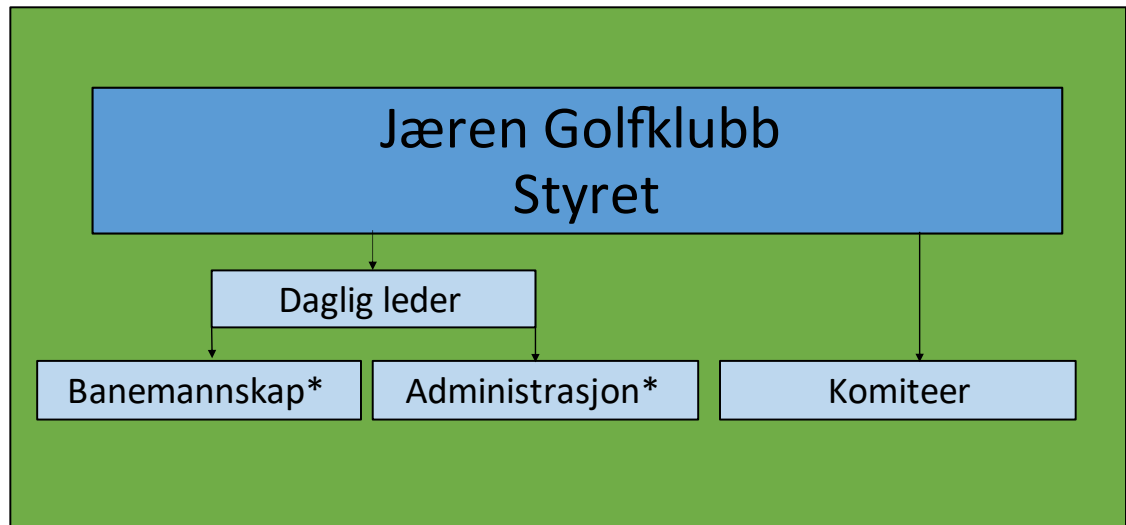 Jæren Golfklubb
Styret
Daglig leder
Banemannskap*
Administrasjon*
Komiteer